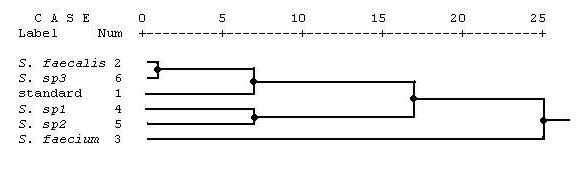 C A S E 0 5 10 15 20 25
Label Num +---------+---------+---------+---------+---------+
S. faecalis 2
S. sp3 6
standard 1
S. sp1 4
S. sp2 5
S. faecium 3